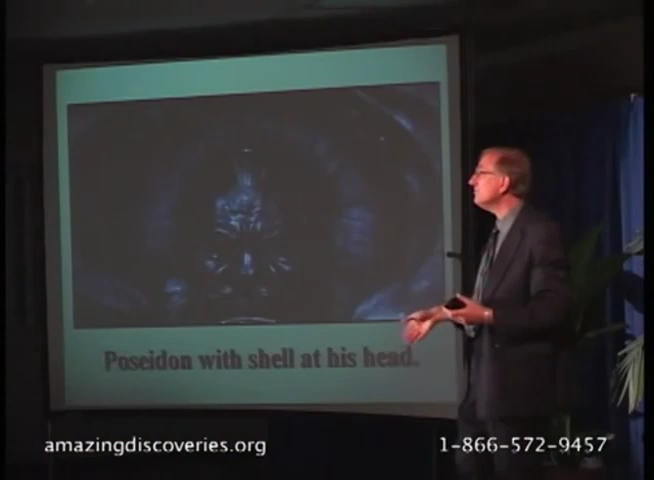 Poseidon with shell at his head.
amazingdiscoveries.org
1-866-572-9457